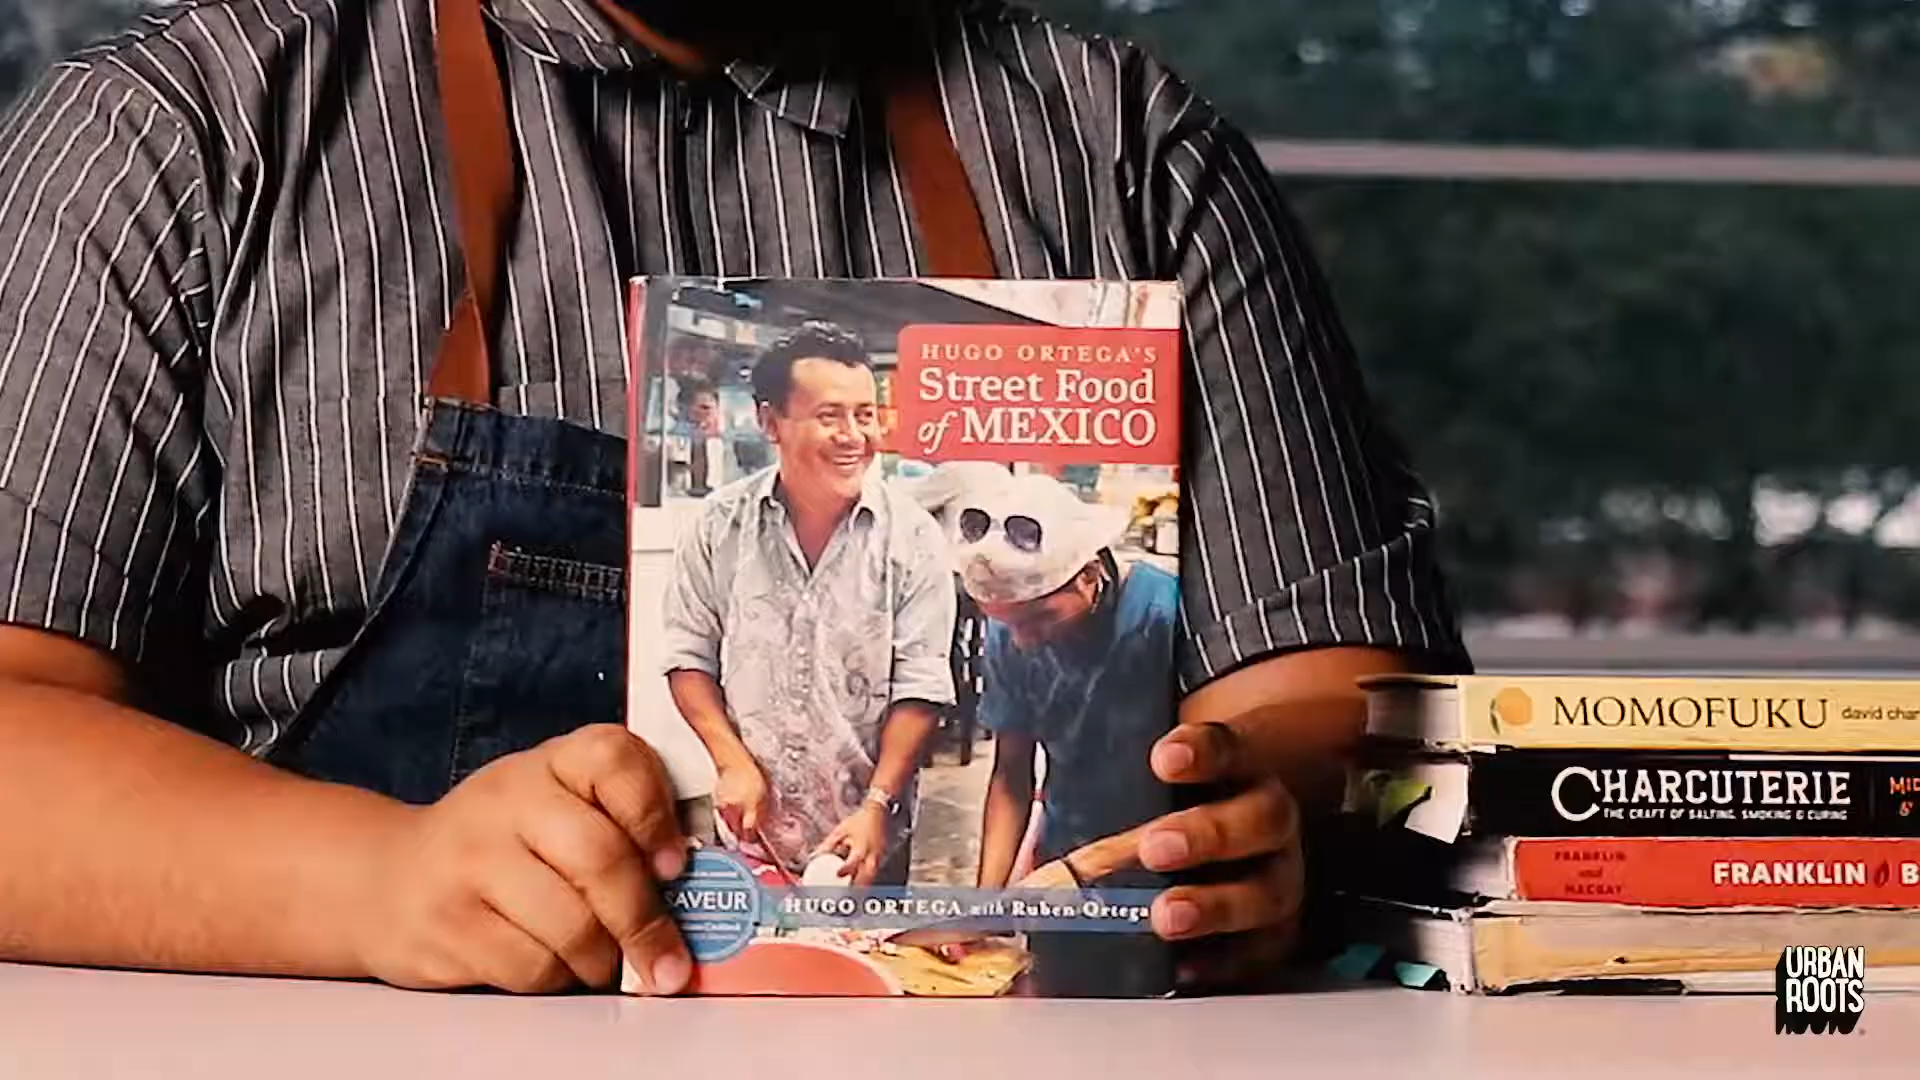 HUGO ORTEGA'S
Street Food
of MEXICO
SAVEUR
HUGO ORTEGA with Ruben Ortega
MOMOFUKU david chan
CHARCUTERIE
THE CRAFT OF SALTING, SMOKING & CURING
FRANKLIN
and
MACKAY
FRANKLIN B
URBAN
ROOTS